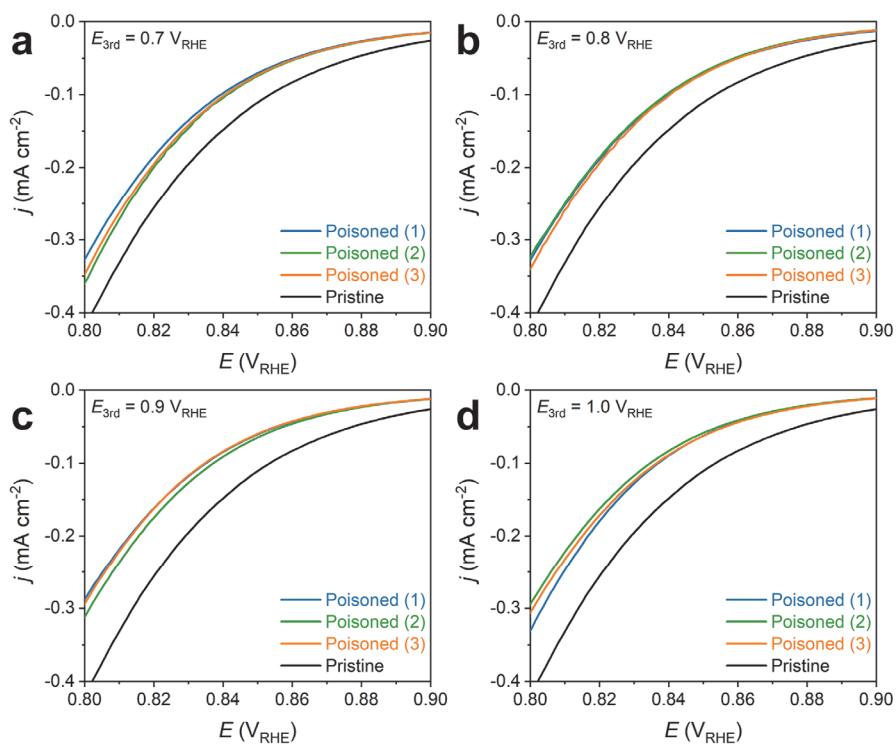 a
E3rd = 0.7 VRHE
0.0
-0.1
-0.2
-0.3
-0.4
j (mA cm-2)
Poisoned (1)
Poisoned (2)
Poisoned (3)
Pristine
0.80 0.82 0.84 0.86 0.88 0.90
E (VRHE)
b
E3rd = 0.8 VRHE
0.0
-0.1
-0.2
-0.3
-0.4
j (mA cm-2)
Poisoned (1)
Poisoned (2)
Poisoned (3)
Pristine
0.80 0.82 0.84 0.86 0.88 0.90
E (VRHE)
c
E3rd = 0.9 VRHE
0.0
-0.1
-0.2
-0.3
-0.4
j (mA cm-2)
Poisoned (1)
Poisoned (2)
Poisoned (3)
Pristine
0.80 0.82 0.84 0.86 0.88 0.90
E (VRHE)
d
E3rd = 1.0 VRHE
0.0
-0.1
-0.2
-0.3
-0.4
j (mA cm-2)
Poisoned (1)
Poisoned (2)
Poisoned (3)
Pristine
0.80 0.82 0.84 0.86 0.88 0.90
E (VRHE)